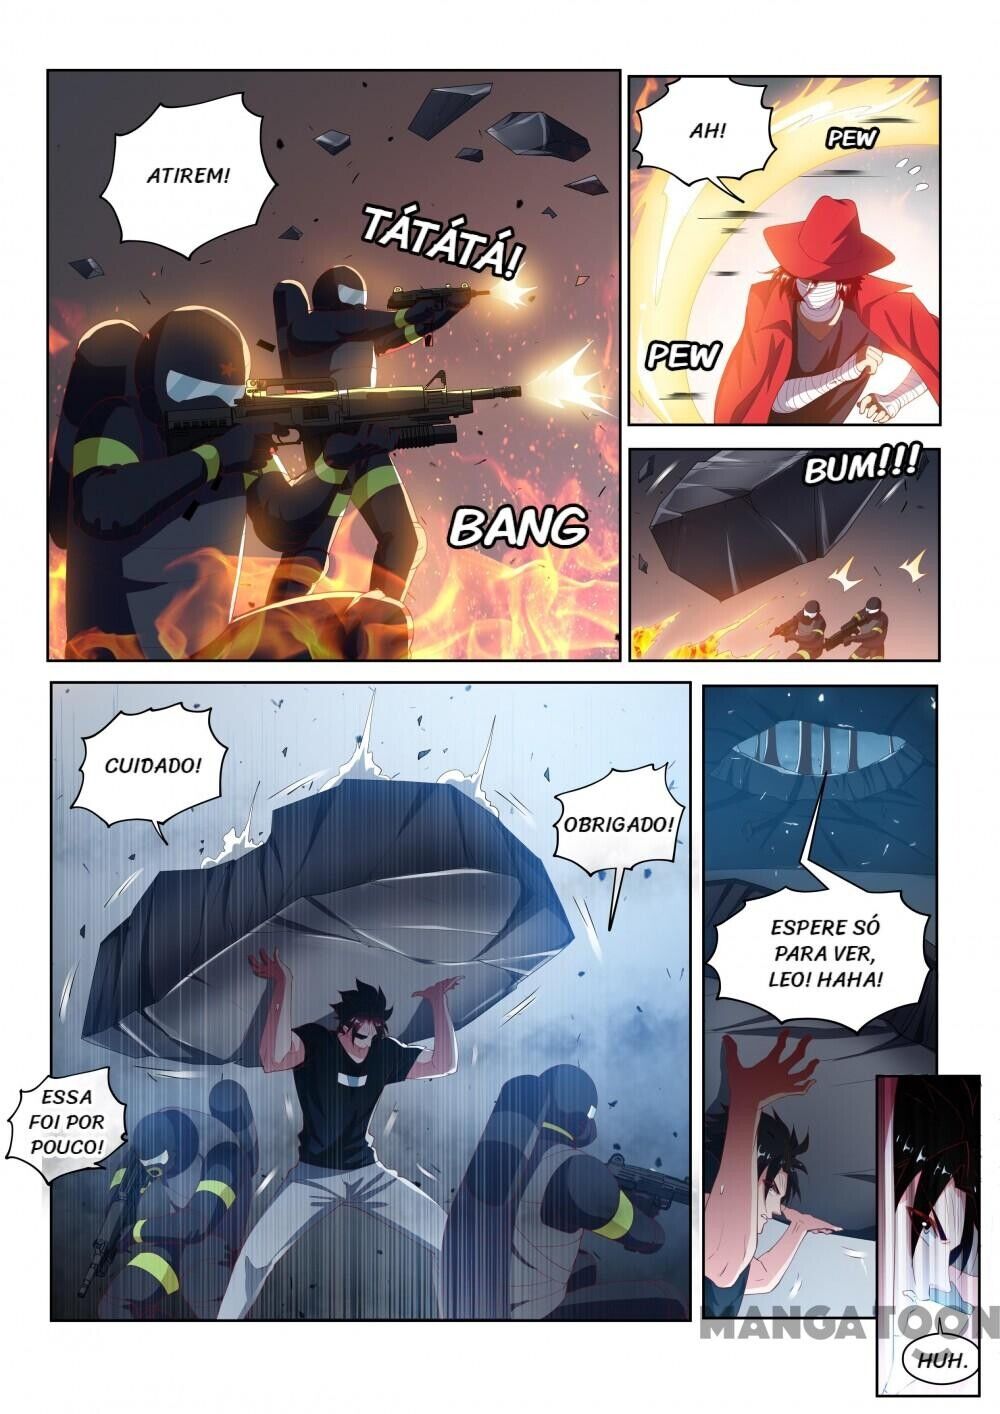 ATIREM!
TÁTÁTÁ!
BANG
AH!
PEW
PEW
BUM!!!
CUIDADO!
OBRIGADO!
ESSA
FOI POR
POUCO!
ESPERE SÓ
PARA VER,
LEO! HAHA!
HUH.
MANGATOON